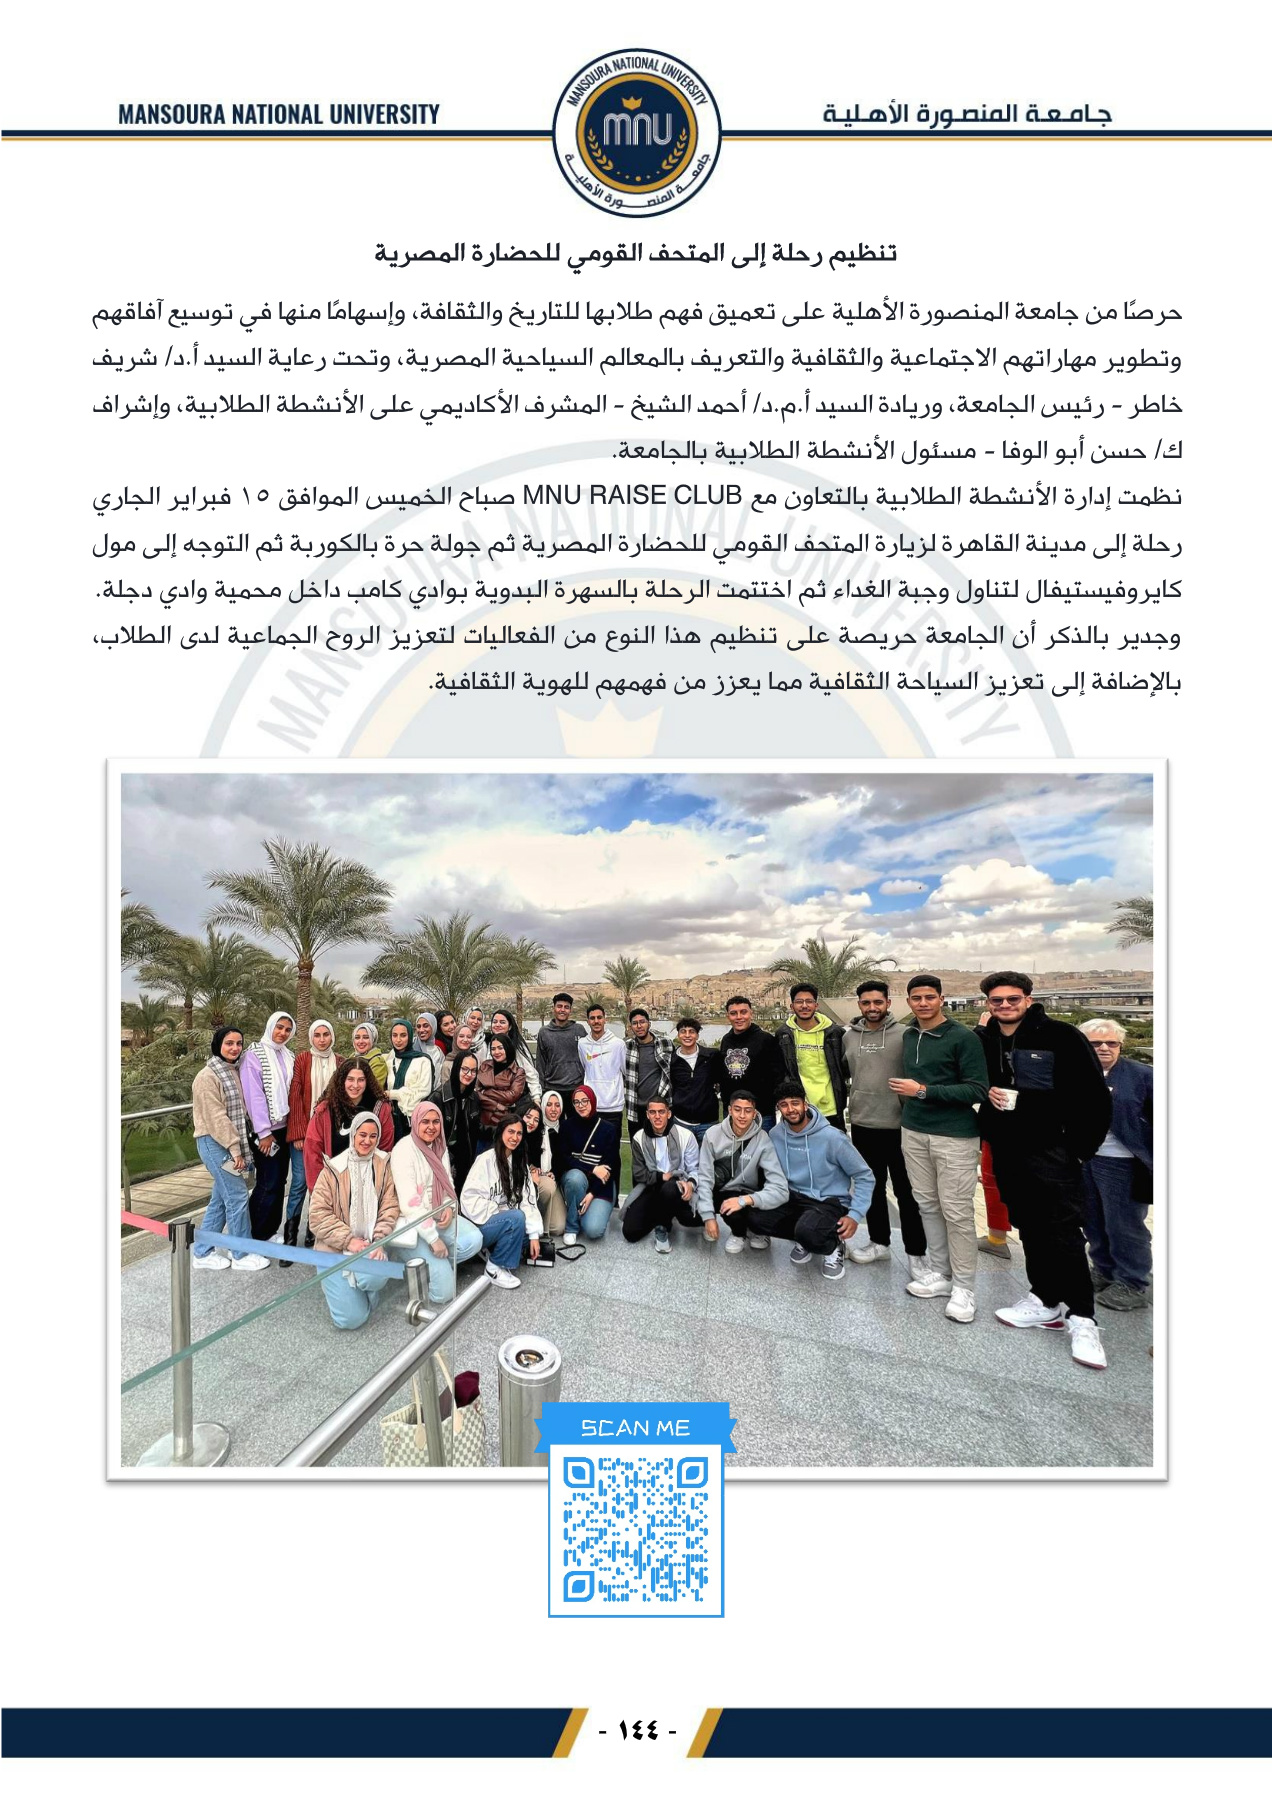 MANSOURA NATIONAL UNIVERSITY
جامعة المنصورة الأهلية
MANSOURA NATIONAL UNIVERSITY
mnu
جامعة المنصورة الأهلية
تنظيم رحلة إلى المتحف القومي للحضارة المصرية
حرصًا من جامعة المنصورة الأهلية على تعميق فهم طلابها للتاريخ والثقافة، وإسهامًا منها في توسيع آفاقهم
وتطوير مهاراتهم الاجتماعية والثقافية والتعريف بالمعالم السياحية المصرية، وتحت رعاية السيد أ.د/ شريف
خاطر - رئيس الجامعة، وريادة السيد أ.م.د/ أحمد الشيخ - المشرف الأكاديمي على الأنشطة الطلابية، وإشراف
ك/ حسن أبو الوفا - مسئول الأنشطة الطلابية بالجامعة.
نظمت إدارة الأنشطة الطلابية بالتعاون مع MNU RAISE CLUB صباح الخميس الموافق ١٥ فبراير الجاري
رحلة إلى مدينة القاهرة لزيارة المتحف القومي للحضارة المصرية ثم جولة حرة بالكوربة ثم التوجه إلى مول
كايروفيستيفال لتناول وجبة الغداء ثم اختتمت الرحلة بالسهرة البدوية بوادي كامب داخل محمية وادي دجلة.
وجدير بالذكر أن الجامعة حريصة على تنظيم هذا النوع من الفعاليات لتعزيز الروح الجماعية لدى الطلاب،
بالإضافة إلى تعزيز السياحة الثقافية مما يعزز من فهمهم للهوية الثقافية.
MANSOURA NATIONAL UNIVERSITY
SCAN ME
- ١٤٤ -